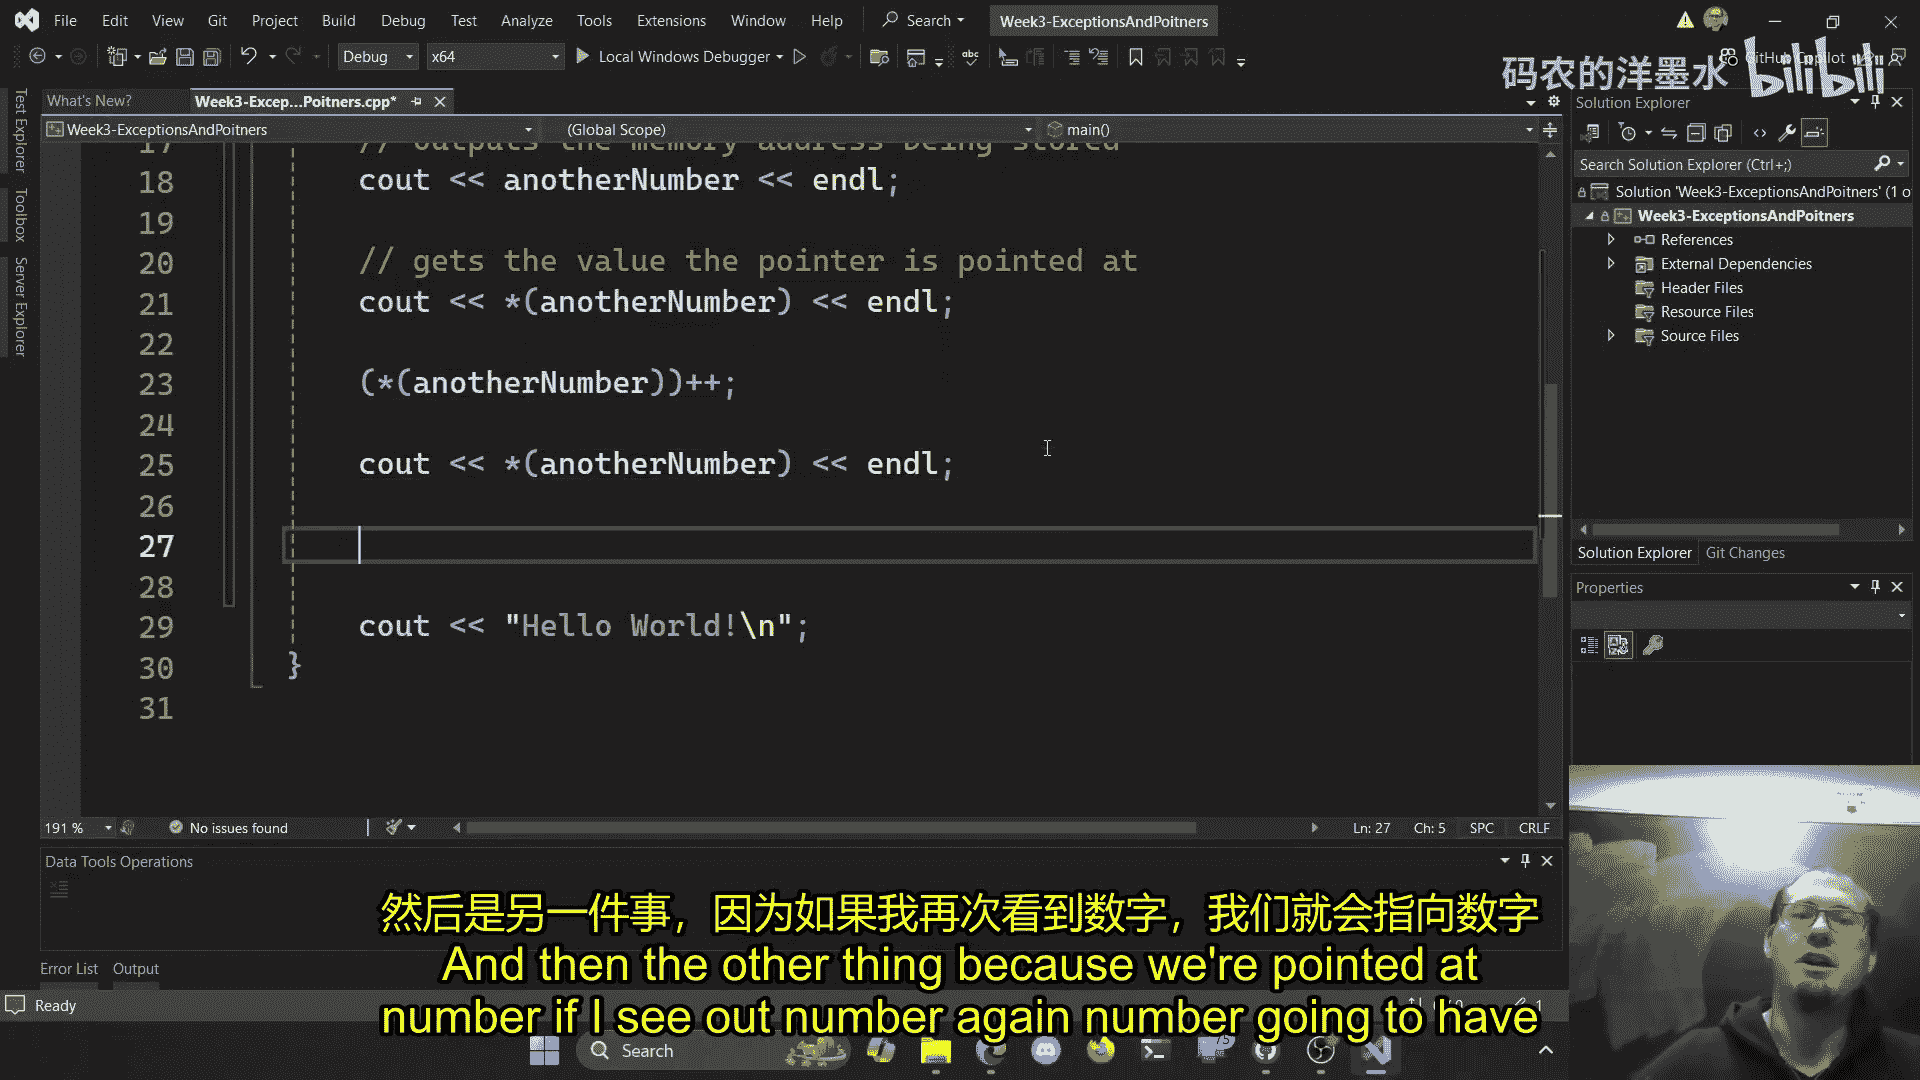 File Edit View Git Project Build Debug Test Analyze Tools Extensions Window Help Search Week3-ExceptionsAndPoitners
Debug x64 Local Windows Debugger
码农的洋墨水 bilibili
What's New? Week3-Excep...Poitners.cpp*
Week3-ExceptionsAndPoitners (Global Scope) main()
Test Explorer
Toolbox
Server Explorer
17 // outputs the memory address being stored
18 cout << anotherNumber << endl;
19
20 // gets the value the pointer is pointed at
21 cout << *(anotherNumber) << endl;
22
23 (*(anotherNumber))++;
24
25 cout << *(anotherNumber) << endl;
26
27
28
29 cout << "Hello World!\n";
30 }
31
191 % No issues found Ln: 27 Ch: 5 SPC CRLF
Solution Explorer
Search Solution Explorer (Ctrl+;)
Solution 'Week3-ExceptionsAndPoitners' (1 o
Week3-ExceptionsAndPoitners
References
External Dependencies
Header Files
Resource Files
Source Files
Solution Explorer Git Changes
Properties
Data Tools Operations
然后是另一件事，因为如果我再次看到数字，我们就会指向数字
And then the other thing because we're pointed at
number if I see out number again number going to have
Error List Output
Ready
Search